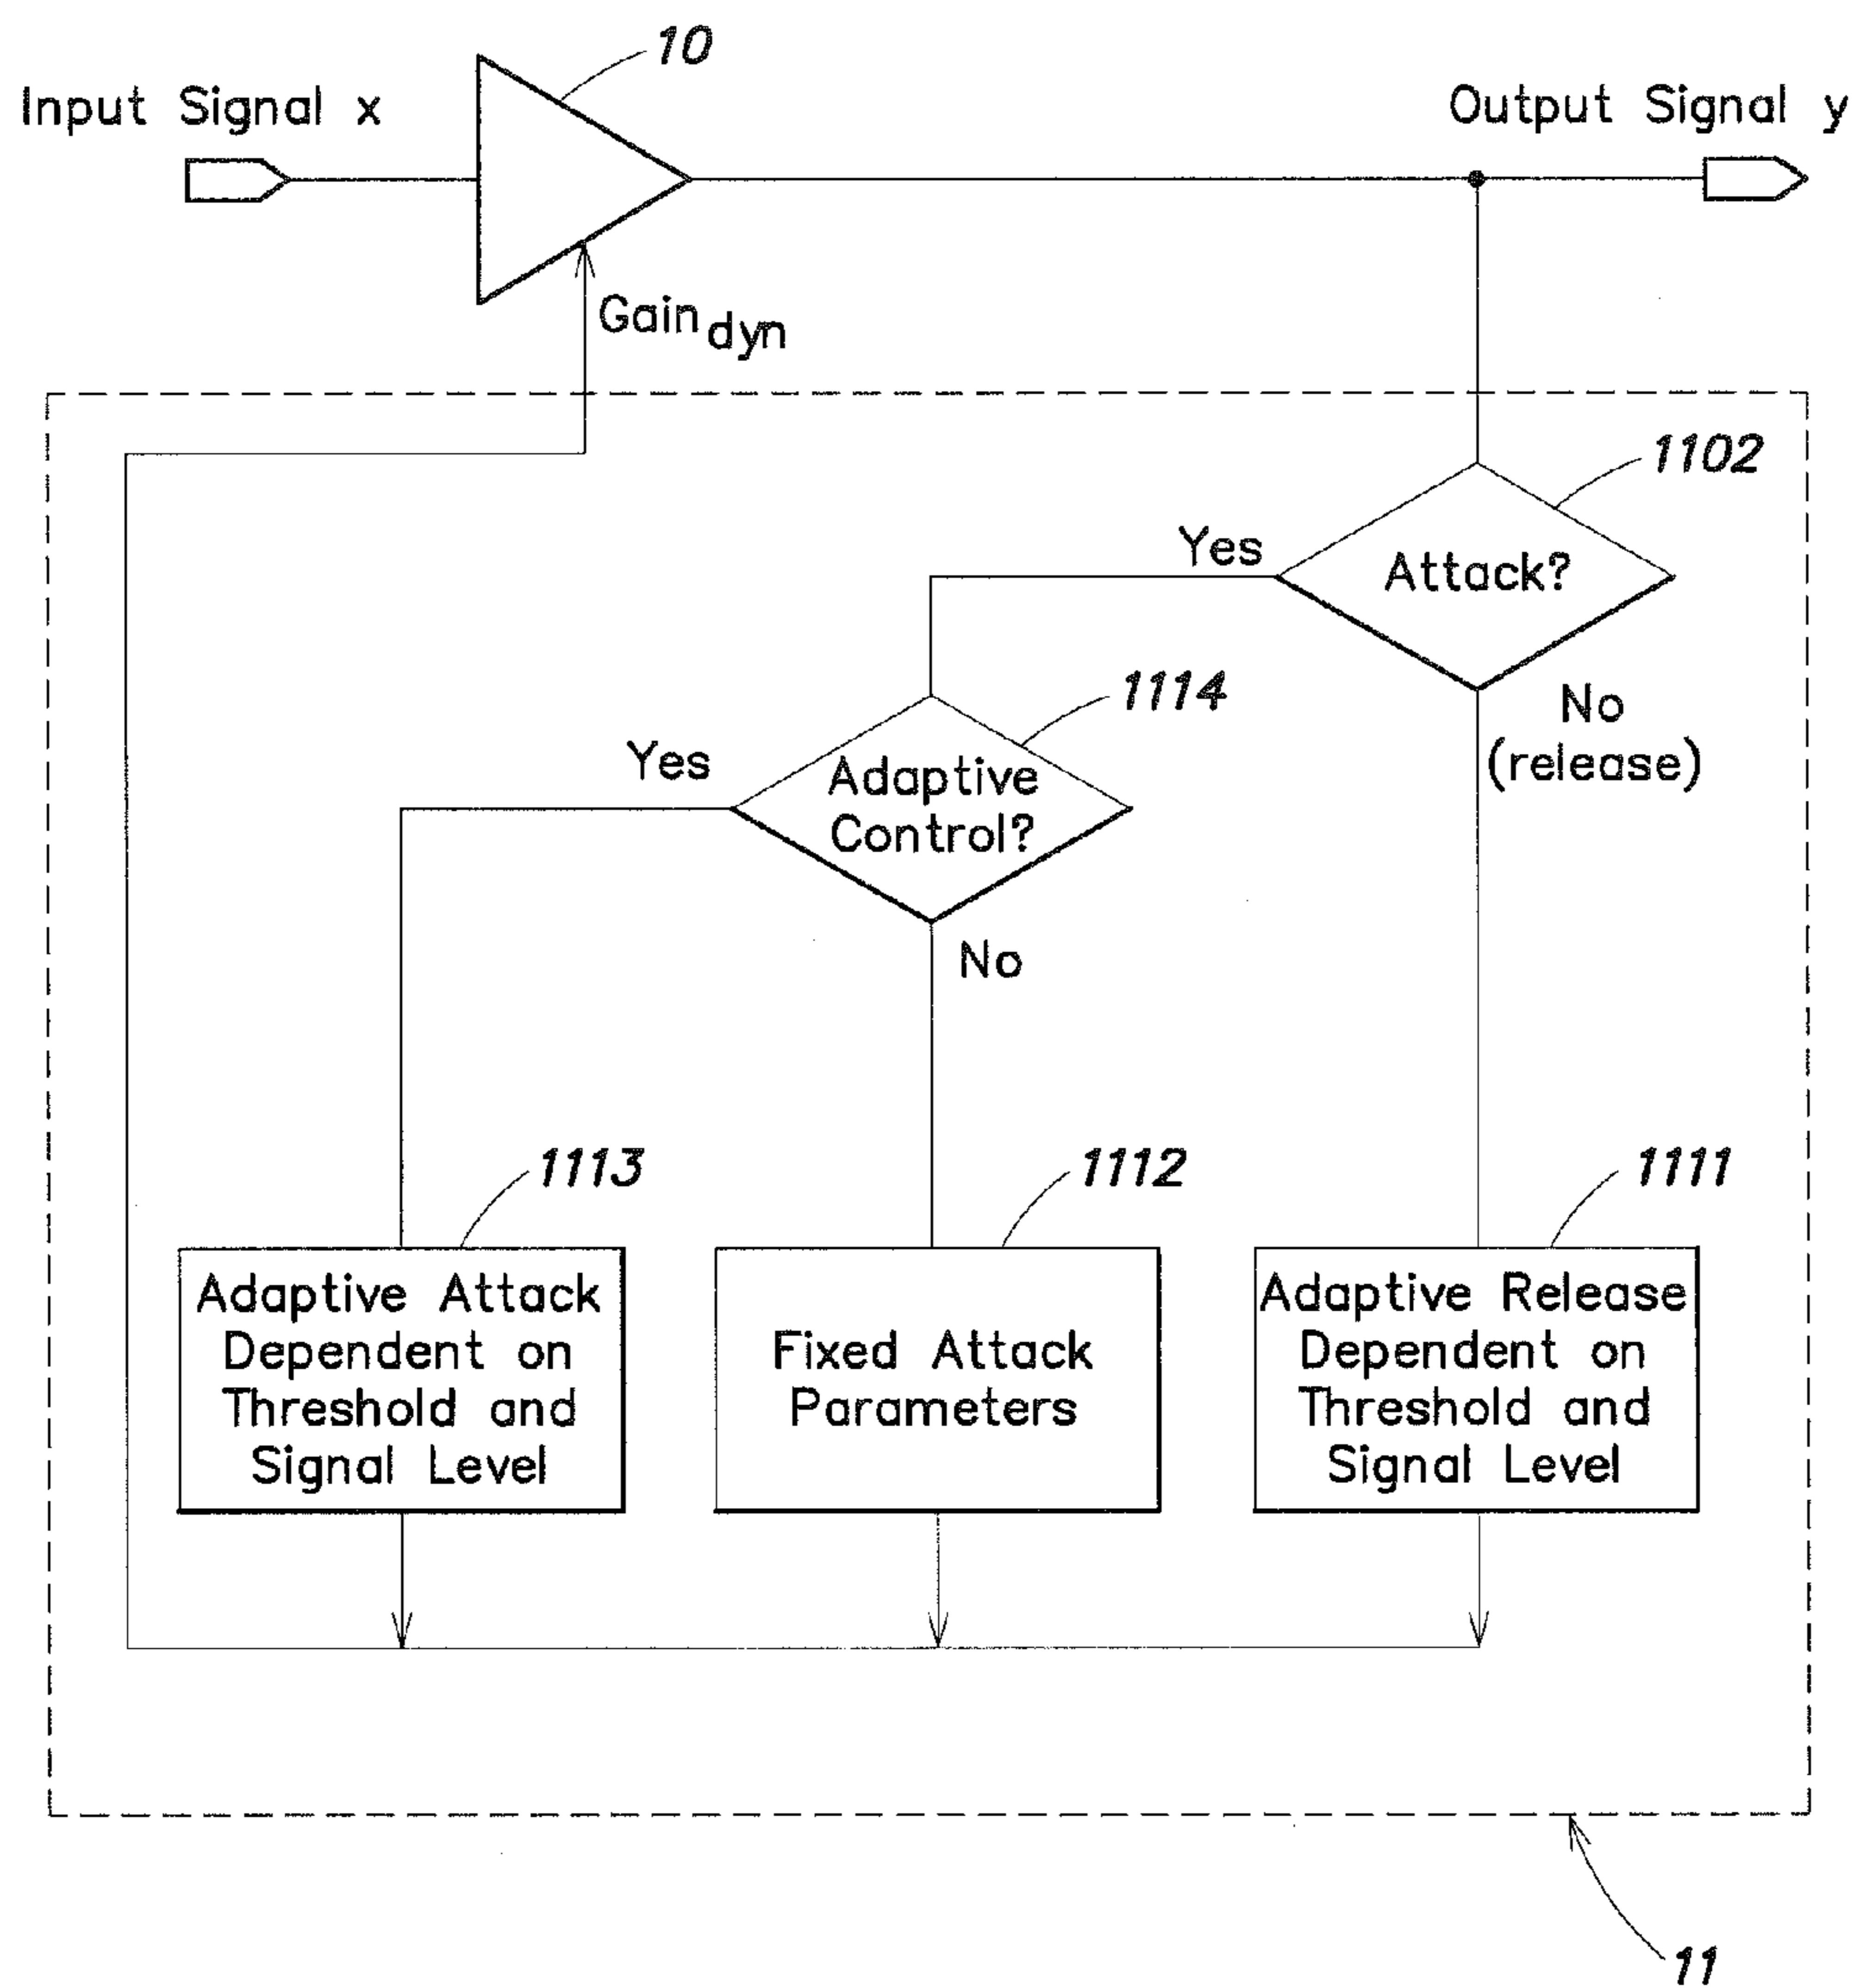 10
Input Signal x
Output Signal y
Gain dyn
1102
Yes
Attack?
1114
No
(release)
Yes
Adaptive
Control?
No
1113
1112
1111
Adaptive Attack
Dependent on
Threshold and
Signal Level
Fixed Attack
Parameters
Adaptive Release
Dependent on
Threshold and
Signal Level
11